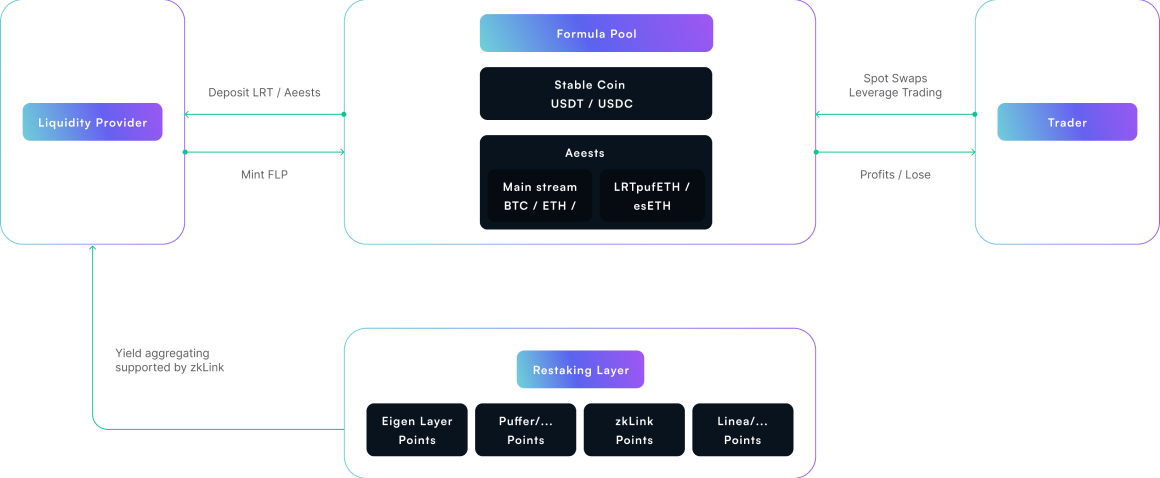 Liquidity Provider
Deposit LRT / Aeests
Mint FLP
Formula Pool
Stable Coin
USDT / USDC
Aeests
Main stream
BTC / ETH /
LRTpufETH /
esETH
Spot Swaps
Leverage Trading
Profits / Lose
Trader
Yield aggregating
supported by zkLink
Restaking Layer
Eigen Layer
Points
Puffer/...
Points
zkLink
Points
Linea/...
Points